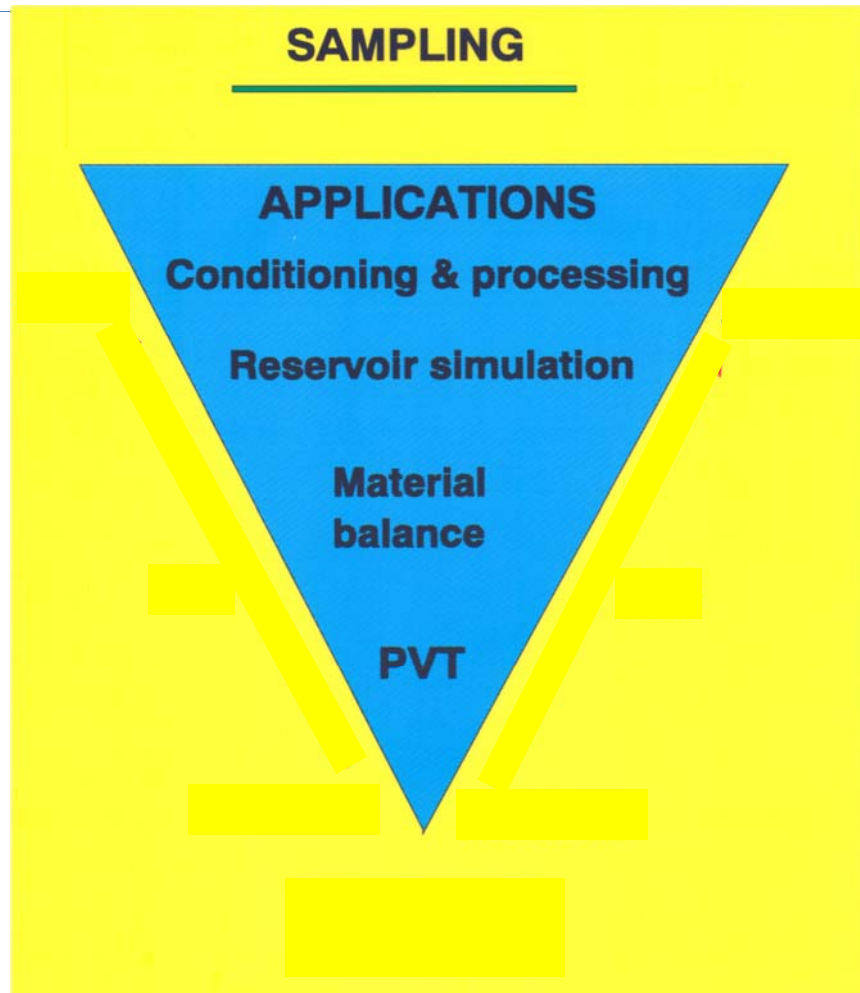 SAMPLING
APPLICATIONS
Conditioning & processing
Reservoir simulation
Material
balance
PVT